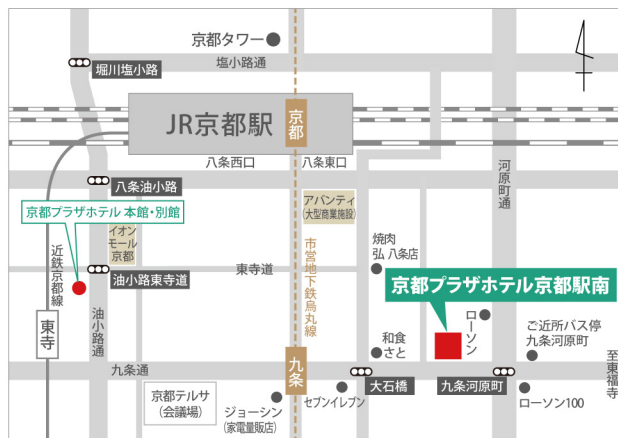 京都タワー
塩小路通
堀川塩小路
JR京都駅
京都
八条西口
八条東口
河原町通
八条油小路
京都プラザホテル 本館・別館
イオン
モール
京都
アバンティ
(大型商業施設)
市営地下鉄烏丸線
焼肉
弘 八条店
近鉄京都線
油小路東寺道
東寺道
京都プラザホテル京都駅南
東寺
油小路通
ローソン
和食
さと
ご近所バス停
九条河原町
九条通
九条
大石橋
九条河原町
至東福寺
京都テルサ
(会議場)
ジョーシン
(家電量販店)
セブンイレブン
ローソン100